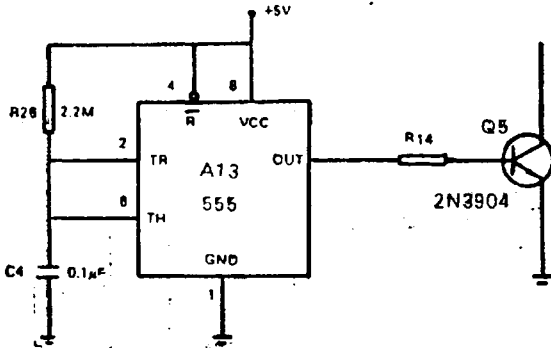 +5V
4 8
R26 2.2M
R VCC
2 TR OUT R14 Q5
A13
555
6 TH
2N3904
GND
C4 0.1µF
1